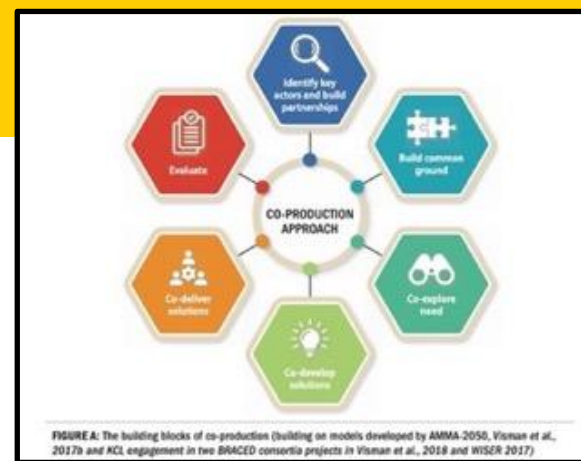 Identify key
actors and build
partnerships
Build common
ground
Co-explore
need
Co-develop
solutions
Co-deliver
solutions
Evaluate
CO-PRODUCTION
APPROACH
FIGURE A: The building blocks of co-production (building on models developed by AMMA-2050, Visman et al.,
2017b and KCL engagement in two BRACED consortia projects in Visman et al., 2018 and WISER 2017)